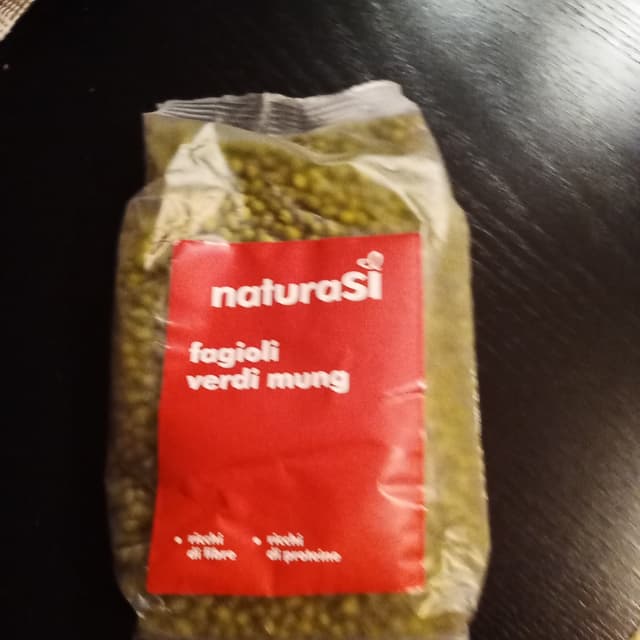 naturaSì
fagioli
verdi mung
• ricchi
di fibre
• ricchi
di proteine